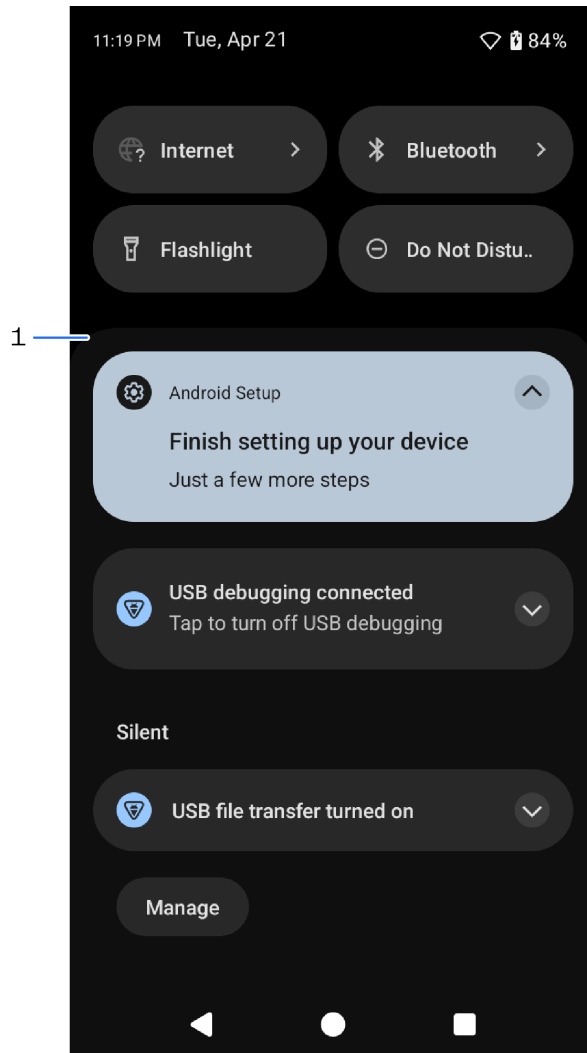 11:19 PM Tue, Apr 21 84%
Internet
Bluetooth
Flashlight
Do Not Distu..
1
Android Setup
Finish setting up your device
Just a few more steps
USB debugging connected
Tap to turn off USB debugging
Silent
USB file transfer turned on
Manage